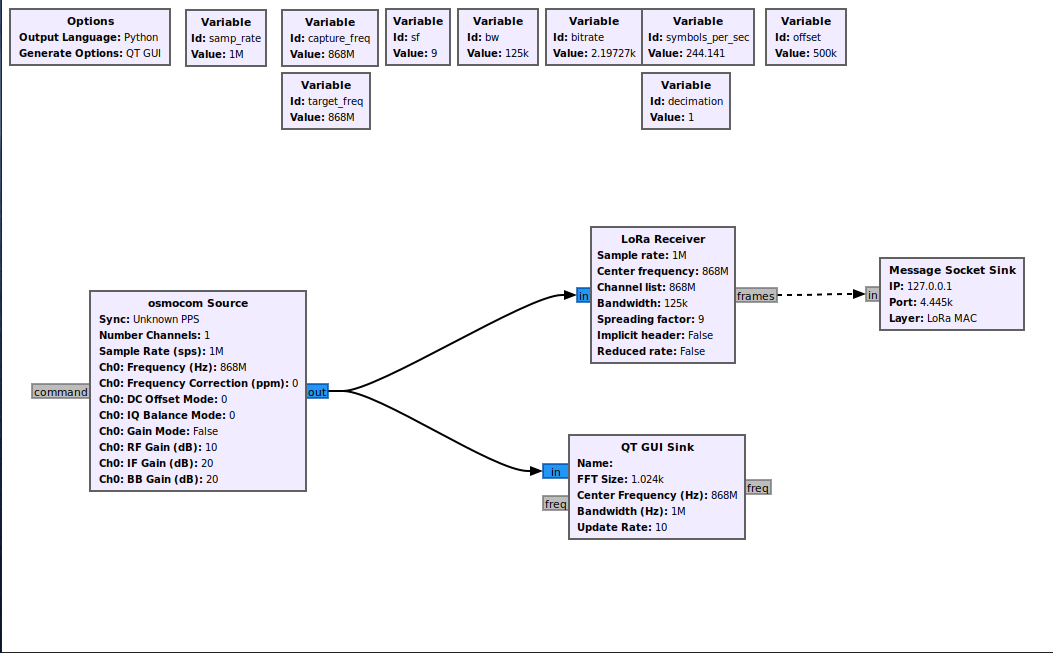 Options
Output Language: Python
Generate Options: QT GUI
Variable
Id: samp_rate
Value: 1M
Variable
Id: capture_freq
Value: 868M
Variable
Id: sf
Value: 9
Variable
Id: bw
Value: 125k
Variable
Id: bitrate
Value: 2.19727k
Variable
Id: symbols_per_sec
Value: 244.141
Variable
Id: offset
Value: 500k
Variable
Id: target_freq
Value: 868M
Variable
Id: decimation
Value: 1
LoRa Receiver
Sample rate: 1M
Center frequency: 868M
Channel list: 868M
Bandwidth: 125k
Spreading factor: 9
Implicit header: False
Reduced rate: False
in
frames
Message Socket Sink
IP: 127.0.0.1
Port: 4.445k
Layer: LoRa MAC
in
osmocom Source
Sync: Unknown PPS
Number Channels: 1
Sample Rate (sps): 1M
Ch0: Frequency (Hz): 868M
Ch0: Frequency Correction (ppm): 0
Ch0: DC Offset Mode: 0
Ch0: IQ Balance Mode: 0
Ch0: Gain Mode: False
Ch0: RF Gain (dB): 10
Ch0: IF Gain (dB): 20
Ch0: BB Gain (dB): 20
command
out
QT GUI Sink
Name:
FFT Size: 1.024k
Center Frequency (Hz): 868M
Bandwidth (Hz): 1M
Update Rate: 10
in
freq
freq